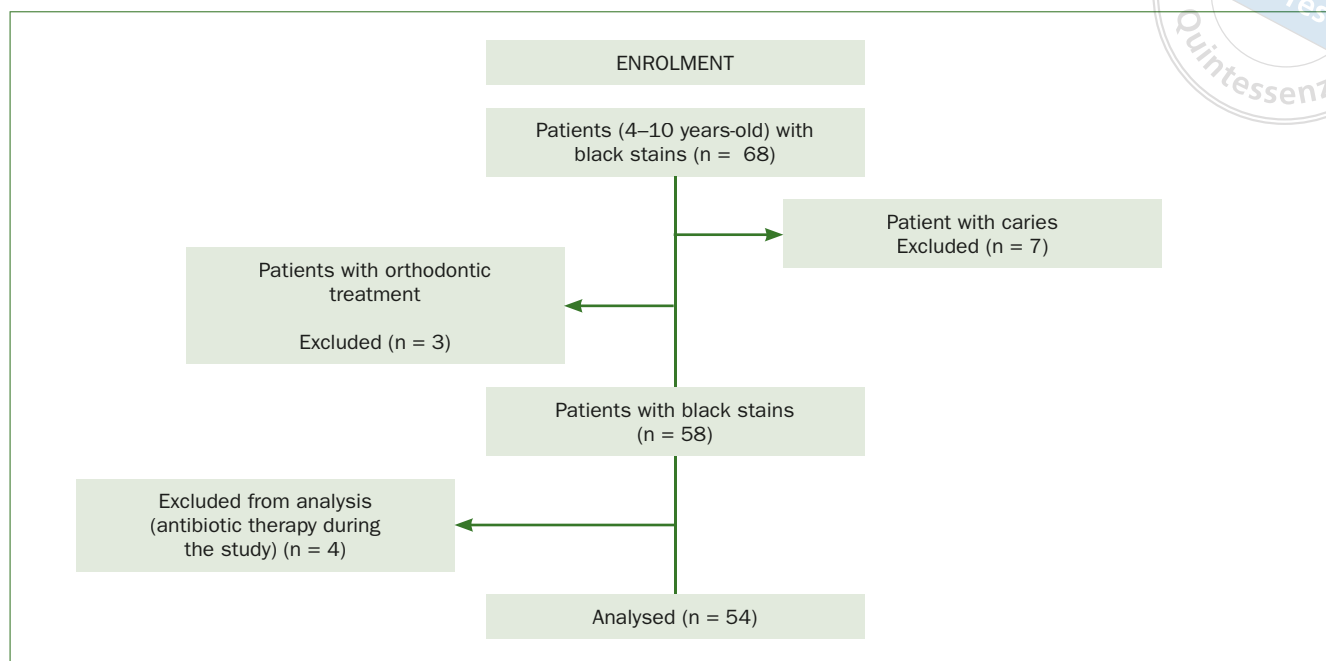 ENROLMENT
Patients (4–10 years-old) with
black stains (n =  68)
Patient with caries
Excluded (n = 7)
Patients with orthodontic
treatment
Excluded (n = 3)
Patients with black stains
(n = 58)
Excluded from analysis
(antibiotic therapy during
the study) (n = 4)
Analysed (n = 54)